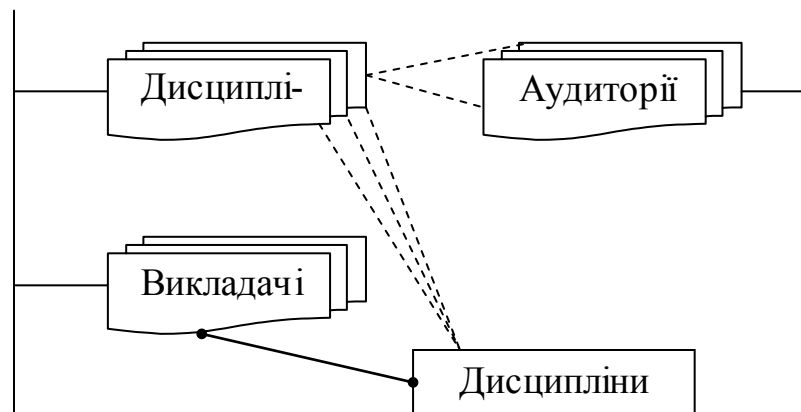 Дисциплі-
Аудиторії
Викладачі
Дисципліни